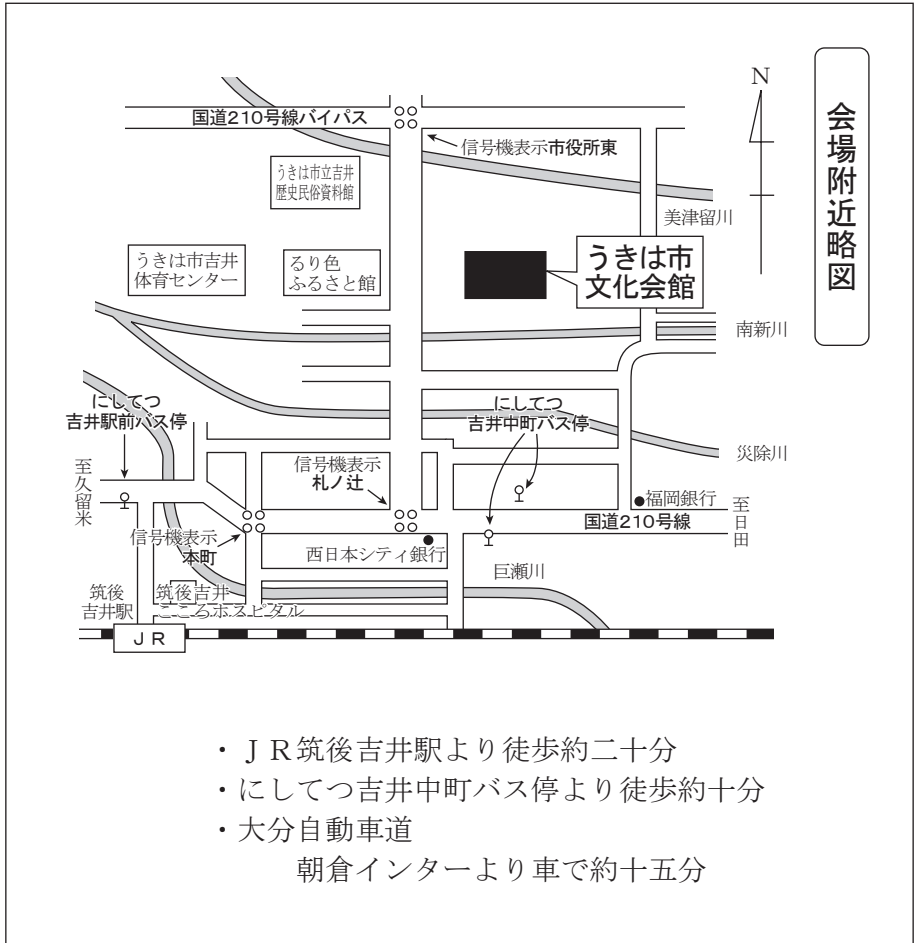 会場附近略図
N
国道210号線バイパス
信号機表示市役所東
うきは市立吉井
歴史民俗資料館
美津留川
うきは市吉井
体育センター
るり色
ふるさと館
うきは市
文化会館
南新川
にしてつ
吉井駅前バス停
にしてつ
吉井中町バス停
災除川
至久留米
信号機表示
札ノ辻
福岡銀行
至日田
国道210号線
信号機表示
本町
西日本シティ銀行
巨瀬川
筑後
吉井駅
筑後吉井
こころホスピタル
JR
・JR筑後吉井駅より徒歩約二十分
・にしてつ吉井中町バス停より徒歩約十分
・大分自動車道
朝倉インターより車で約十五分